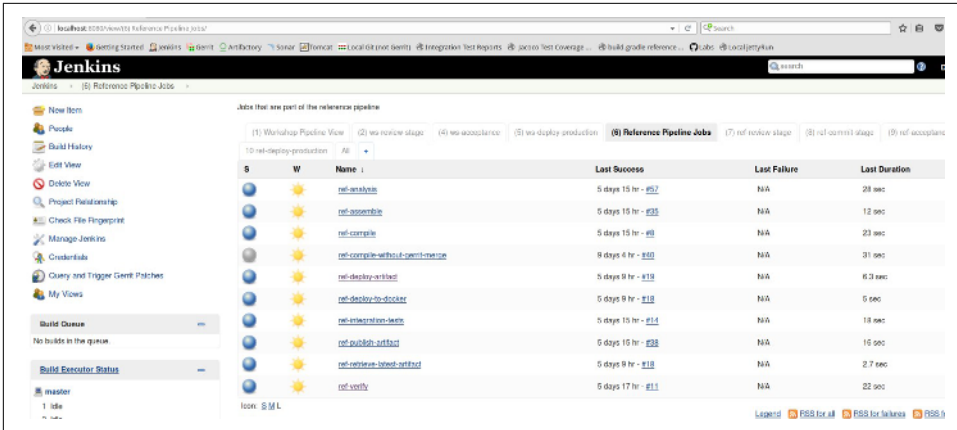 localhost:8080/view/(6) Reference Pipeline Jobs/
Search
Most Visited Getting Started Jenkins Gerrit Artifactory Sonar Tomcat Local Git (not Gerrit) Integration Test Reports Jacoco Test Coverage ... build.gradle reference ... Labs LocalJettyRun
Jenkins
search
Jenkins (6) Reference Pipeline Jobs
New Item
People
Build History
Edit View
Delete View
Project Relationship
Check File Fingerprint
Manage Jenkins
Credentials
Query and Trigger Gerrit Patches
My Views
Build Queue
No builds in the queue.
Build Executor Status
master
1 Idle
2 Idle
Jobs that are part of the reference pipeline
(1) Workshop Pipeline View (2) ws review stage (4) ws acceptance (5) ws deploy-production (6) Reference Pipeline Jobs (7) ref-review stage (8) ref-commit stage (9) ref acceptance
10 ref-deploy-production All +
S W Name ↓ Last Success Last Failure Last Duration
ref-analysis 5 days 15 hr - #57 N/A 28 sec
ref-assemble 5 days 15 hr - #35 N/A 12 sec
ref-compile 5 days 15 hr - N/A 23 sec
ref-compile-without-gerrit-merge 9 days 4 hr - #40 N/A 31 sec
ref-deploy-artifact 5 days 9 hr - #19 N/A 6.3 sec
ref-deploy-to-docker 5 days 9 hr - #18 N/A 5 sec
ref-integration-tests 5 days 15 hr - #14 N/A 18 sec
ref-publish-artifact 5 days 15 hr - #38 N/A 16 sec
ref-retrieve-latest-artifact 5 days 9 hr - #18 N/A 2.7 sec
ref-verify 5 days 17 hr - #11 N/A 22 sec
Icon: S M L
Legend RSS for all RSS for failures RSS